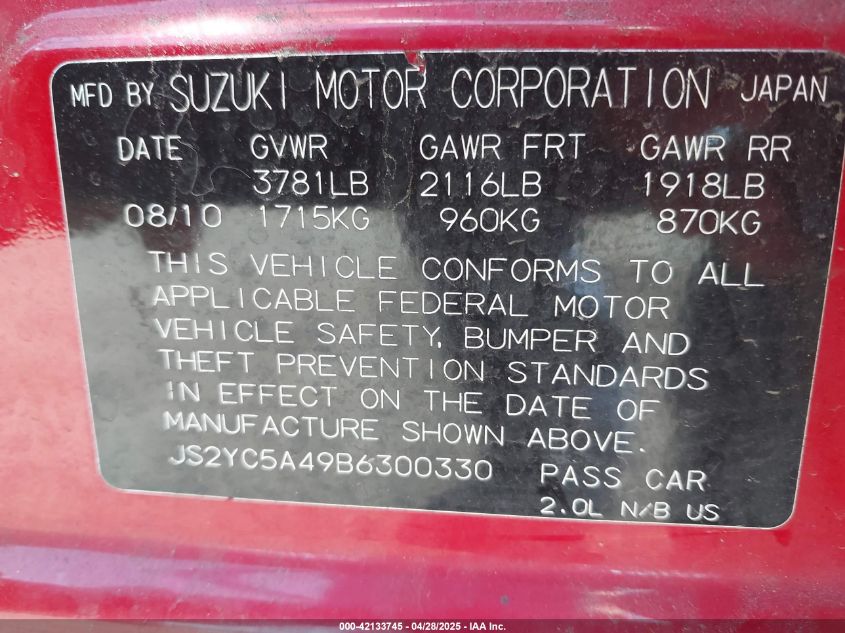 MFD BY SUZUKI MOTOR CORPORATION JAPAN
DATE GVWR GAWR FRT GAWR RR
3781LB 2116LB 1918LB
08/10 1715KG 960KG 870KG
THIS VEHICLE CONFORMS TO ALL
APPLICABLE FEDERAL MOTOR
VEHICLE SAFETY, BUMPER AND
THEFT PREVENTION STANDARDS
IN EFFECT ON THE DATE OF
MANUFACTURE SHOWN ABOVE.
JS2YC5A49B6300330 PASS CAR
2.0L N/B US
000-42133745 - 04/28/2025 - IAA Inc.